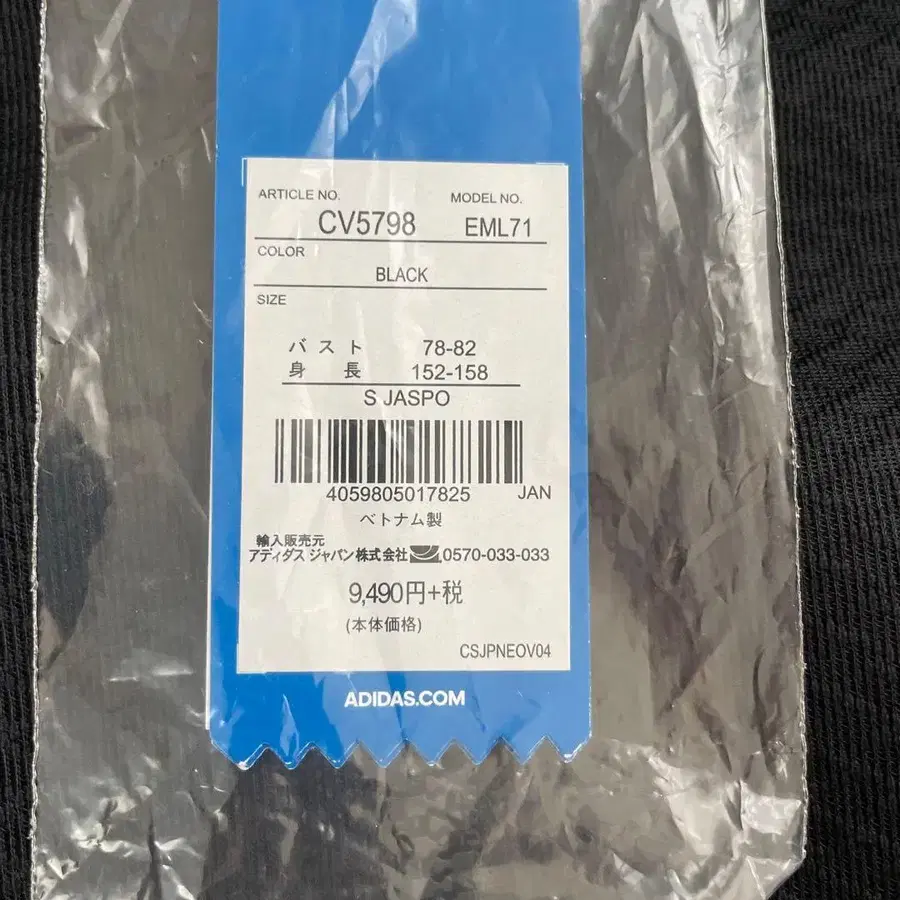 ARTICLE NO. MODEL NO.
CV5798 EML71
COLOR
BLACK
SIZE
バスト 78-82
身長 152-158
S JASPO
4059805017825 JAN
ベトナム製
輸入販売元
アディダス ジャパン株式会社 0570-033-033
9,490円+税
(本体価格)
CSJPNEOV04
ADIDAS.COM